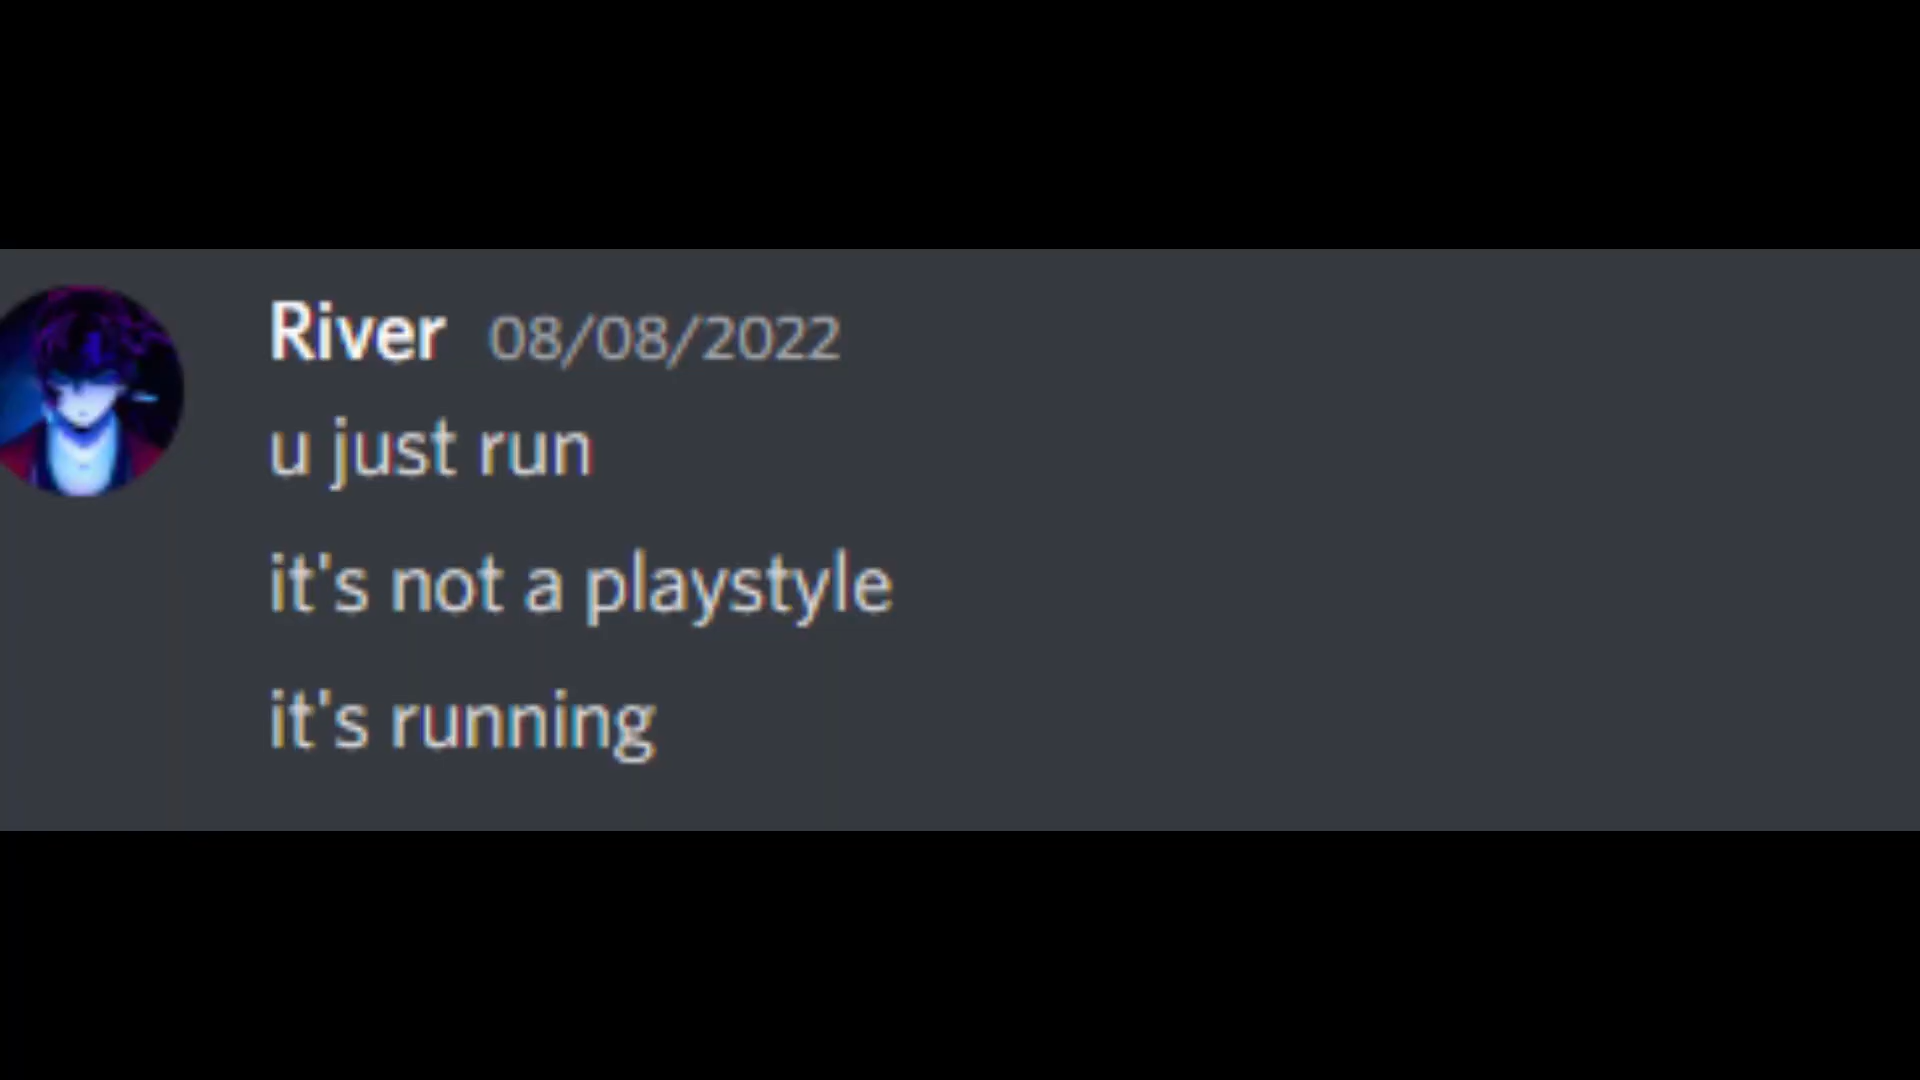 River 08/08/2022
u just run
it's not a playstyle
it's running